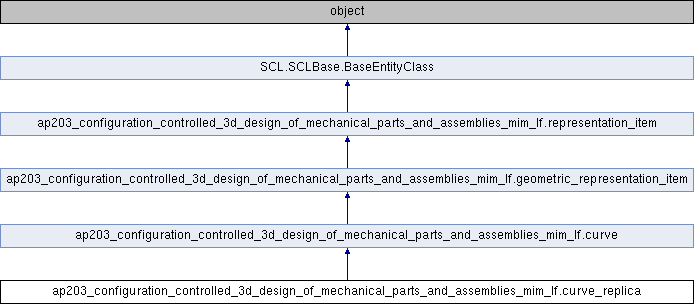 object
SCL.SCLBase.BaseEntityClass
ap203_configuration_controlled_3d_design_of_mechanical_parts_and_assemblies_mim_lf.representation_item
ap203_configuration_controlled_3d_design_of_mechanical_parts_and_assemblies_mim_lf.geometric_representation_item
ap203_configuration_controlled_3d_design_of_mechanical_parts_and_assemblies_mim_lf.curve
ap203_configuration_controlled_3d_design_of_mechanical_parts_and_assemblies_mim_lf.curve_replica